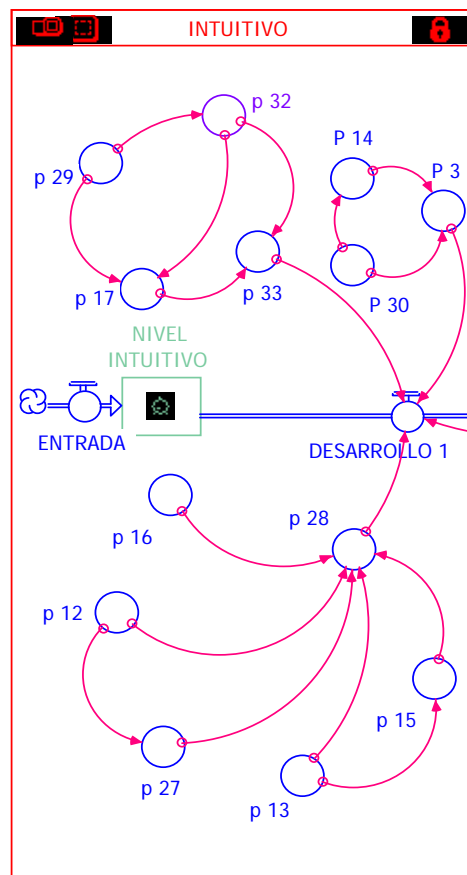 INTUITIVO
p 32
P 14
p 29
P 3
p 17
p 33
P 30
NIVEL
INTUITIVO
ENTRADA
DESARROLLO 1
p 28
p 16
p 12
p 15
p 27
p 13